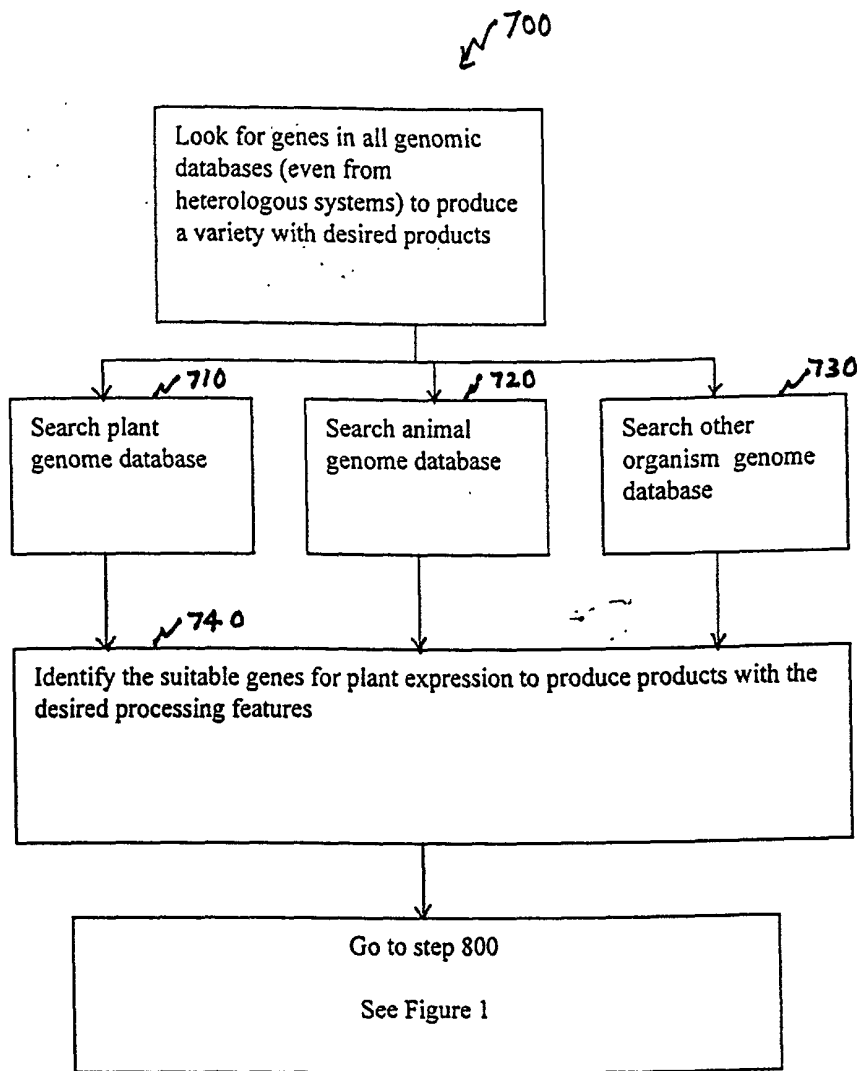 700
Look for genes in all genomic
databases (even from
heterologous systems) to produce
a variety with desired products
710
720
730
Search plant
genome database
Search animal
genome database
Search other
organism genome
database
740
Identify the suitable genes for plant expression to produce products with the
desired processing features
Go to step 800
See Figure 1